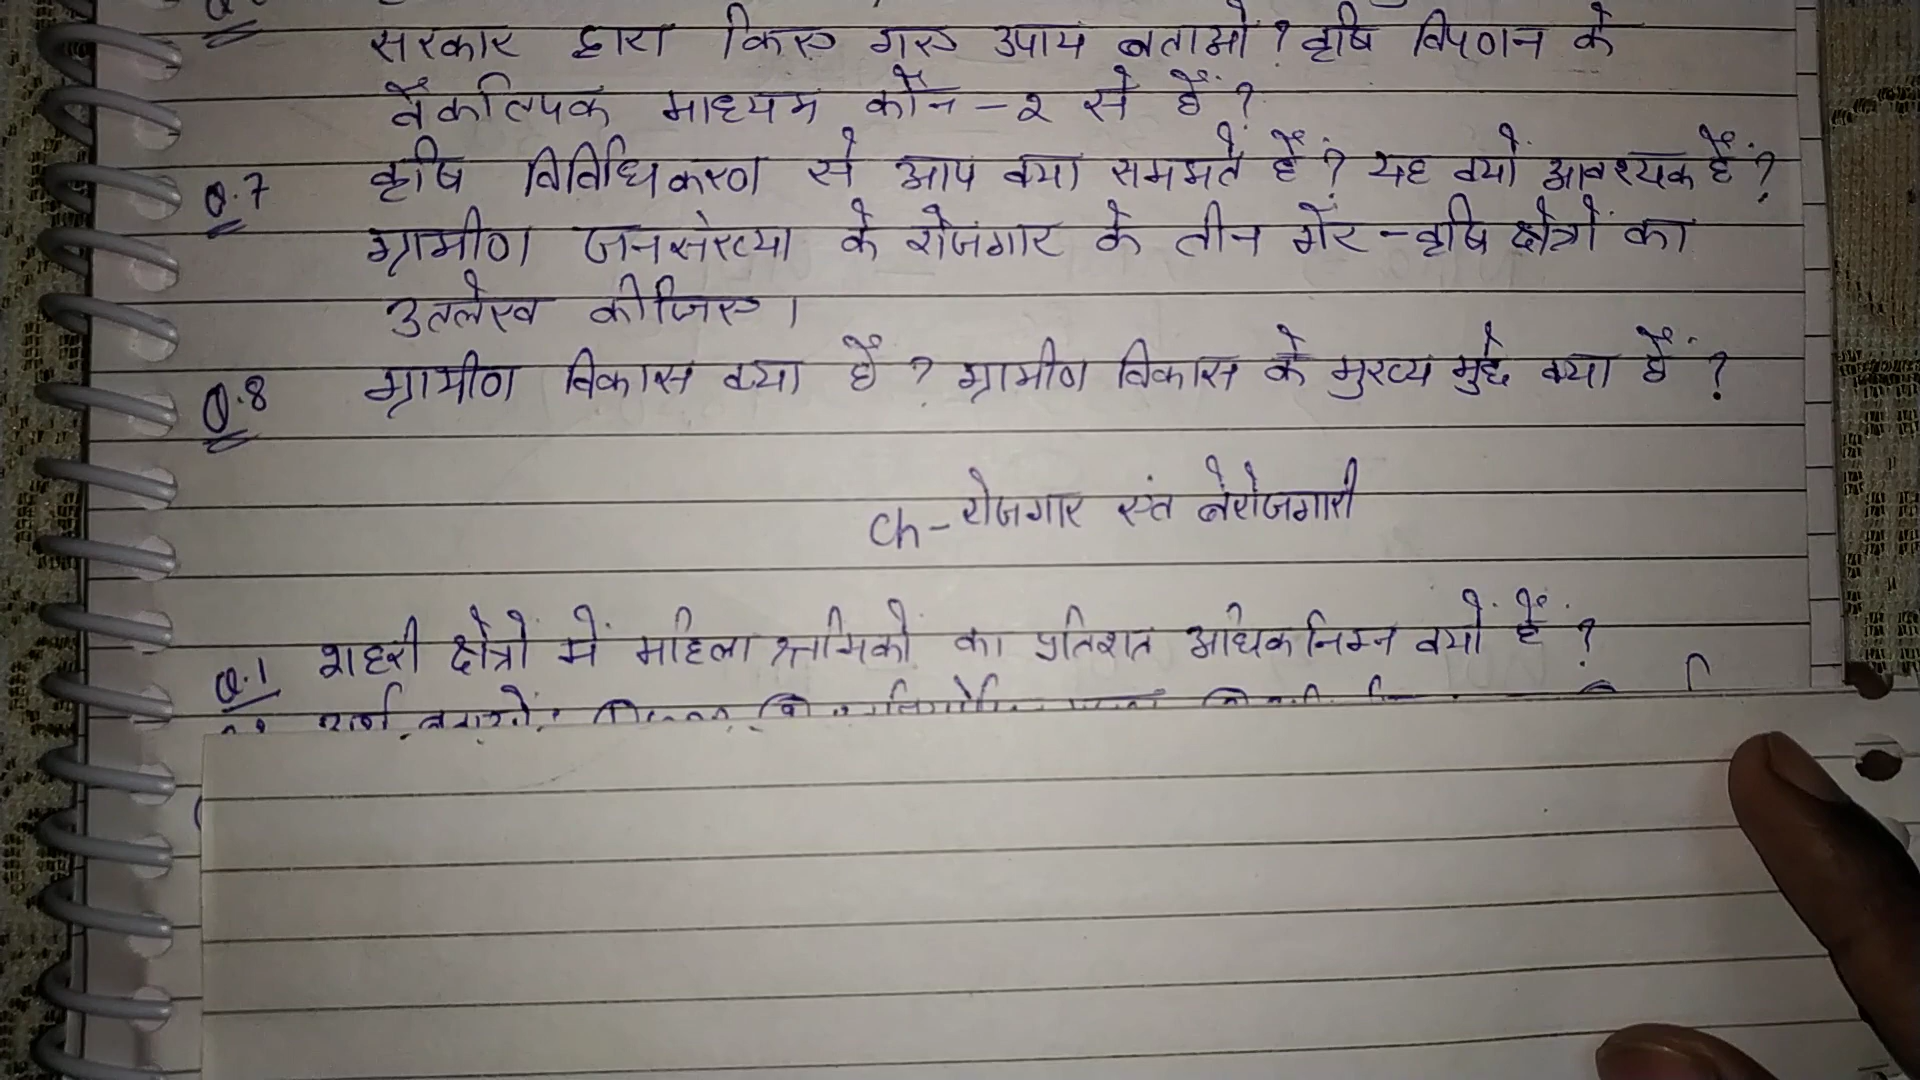 सरकार द्वारा किए गए उपाय बताओ? कृषि विपणन के
वैकल्पिक माध्यम कौन-२ से हैं?
Q.7 कृषि विविधिकरण से आप क्या समझते हैं? यह क्यों आवश्यक है?
ग्रामीण जनसंख्या के रोजगार के तीन गैर-कृषि क्षेत्रों का
उल्लेख कीजिए।
Q.8 ग्रामीण विकास क्या है? ग्रामीण विकास के मुख्य मुद्दे क्या हैं?
Ch-रोजगार एवं बेरोजगारी
Q.1 शहरी क्षेत्रों में महिला श्रमिकों का प्रतिशत अधिक निम्न क्यों हैं?